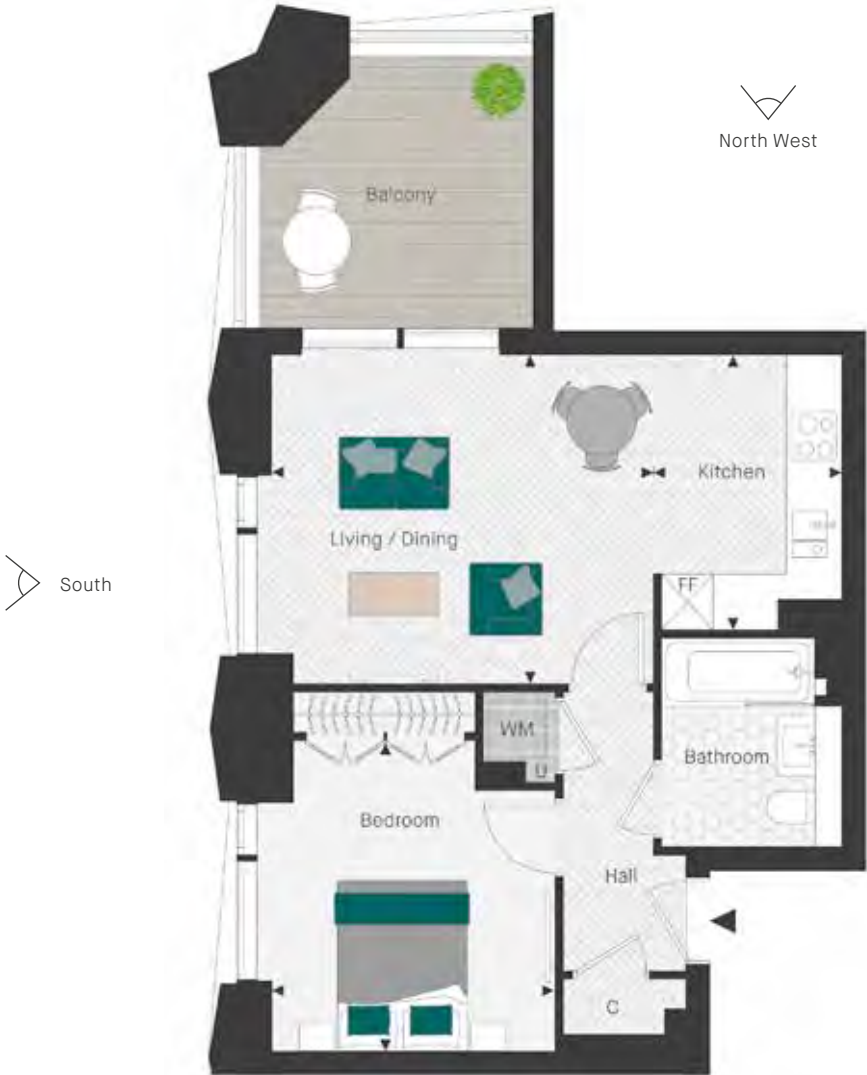 North West
Balcony
Kitchen
Living / Dining
South
FF
WM
U
Bathroom
Bedroom
Hall
C